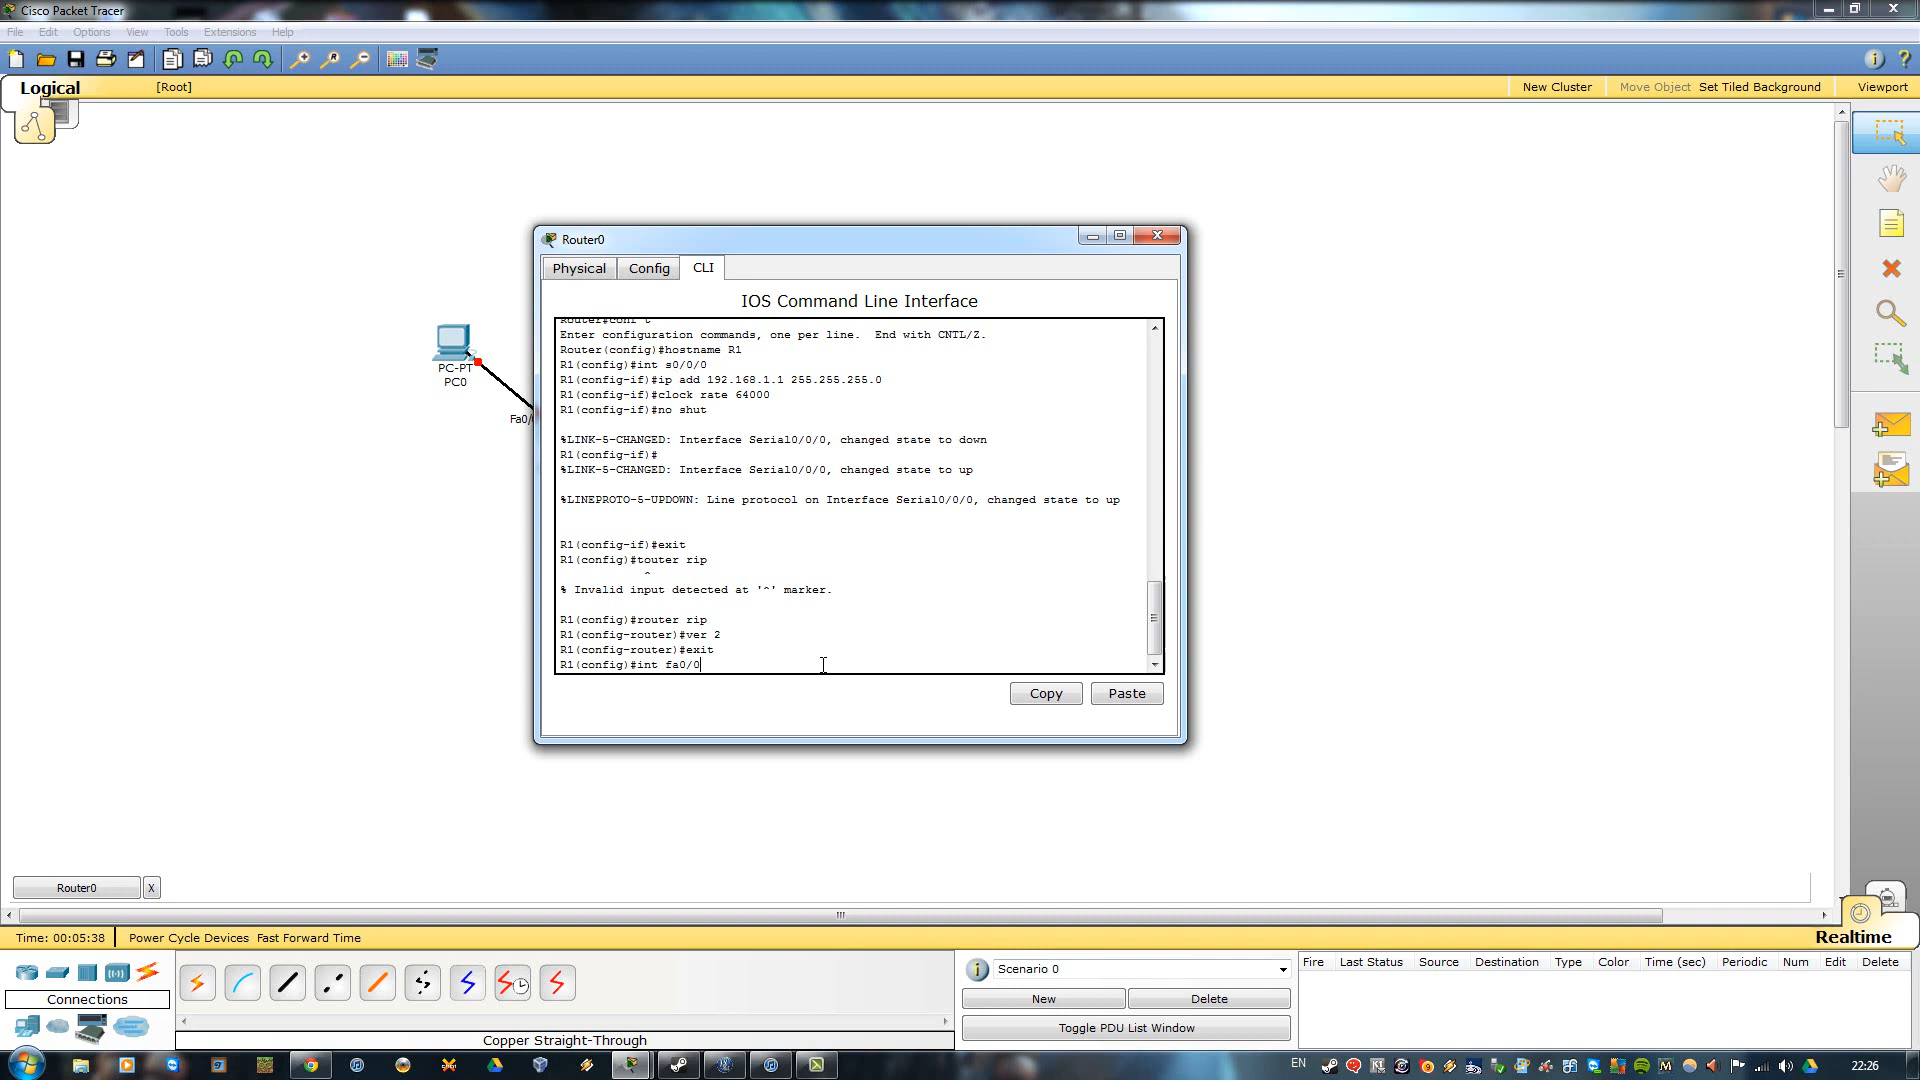 Cisco Packet Tracer
File Edit Options View Tools Extensions Help
Logical
[Root]
New Cluster
Move Object
Set Tiled Background
Viewport
PC-PT
PC0
Fa0/
Router0
Physical
Config
CLI
IOS Command Line Interface
Router#conf t
Enter configuration commands, one per line.  End with CNTL/Z.
Router(config)#hostname R1
R1(config)#int s0/0/0
R1(config-if)#ip add 192.168.1.1 255.255.255.0
R1(config-if)#clock rate 64000
R1(config-if)#no shut
%LINK-5-CHANGED: Interface Serial0/0/0, changed state to down
R1(config-if)#
%LINK-5-CHANGED: Interface Serial0/0/0, changed state to up
%LINEPROTO-5-UPDOWN: Line protocol on Interface Serial0/0/0, changed state to up
R1(config-if)#exit
R1(config)#touter rip
^
% Invalid input detected at '^' marker.
R1(config)#router rip
R1(config-router)#ver 2
R1(config-router)#exit
R1(config)#int fa0/0
Copy
Paste
Router0
X
Time: 00:05:38
Power Cycle Devices Fast Forward Time
Realtime
Connections
Copper Straight-Through
Scenario 0
New
Delete
Toggle PDU List Window
Fire Last Status Source Destination Type Color Time (sec) Periodic Num Edit Delete
EN
22:26